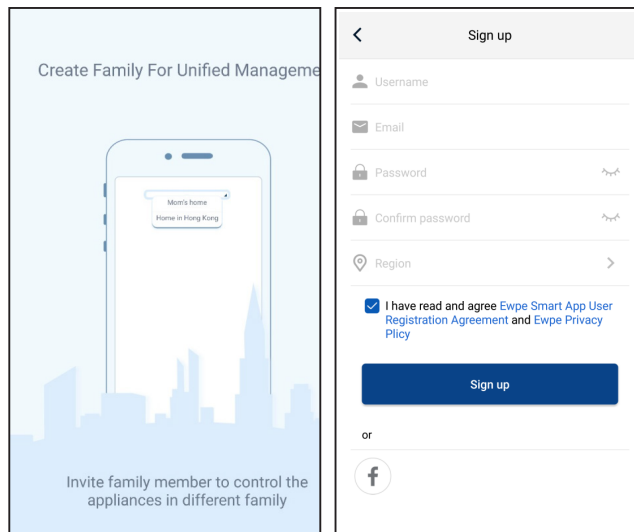 Create Family For Unified Manageme
Mom's home
Home in Hong Kong
Invite family member to control the
appliances in different family
Sign up
Username
Email
Password
Confirm password
Region
I have read and agree Ewpe Smart App User
Registration Agreement and Ewpe Privacy
Plicy
Sign up
or
f